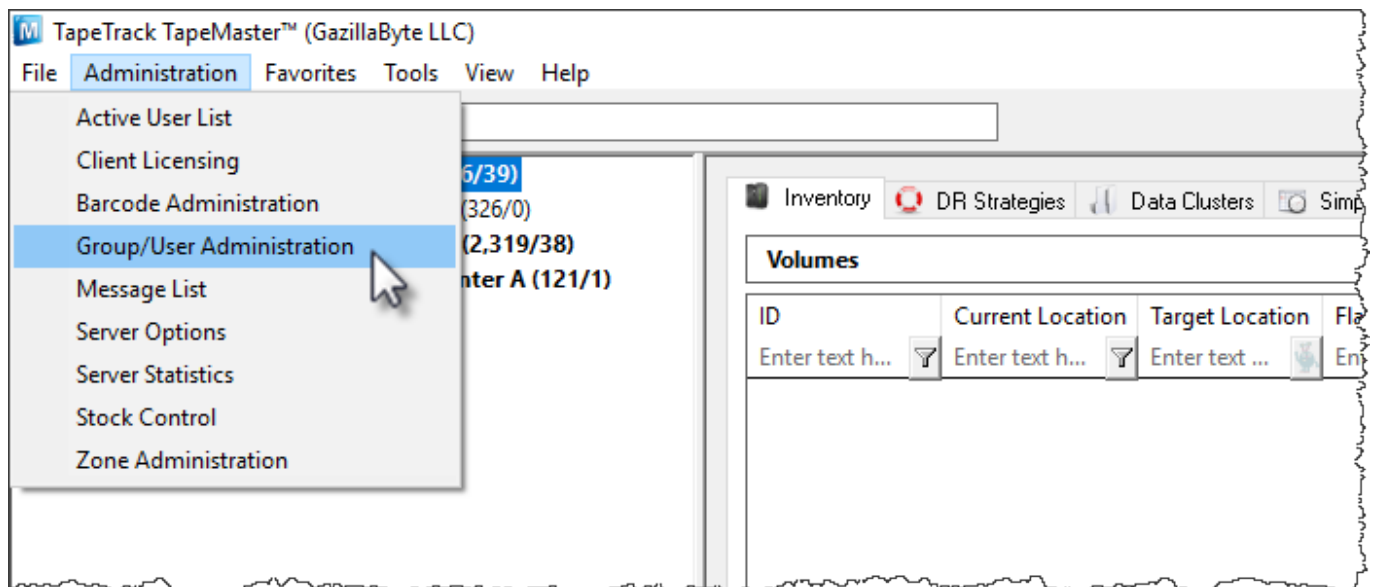 TapeTrack TapeMaster™ (GazillaByte LLC)
File Administration Favorites Tools View Help
Active User List
Client Licensing
Barcode Administration
Group/User Administration
Message List
Server Options
Server Statistics
Stock Control
Zone Administration
6/39)
(326/0)
(2,319/38)
nter A (121/1)
Inventory DR Strategies Data Clusters Simp
Volumes
ID Current Location Target Location Fla
Enter text h... Enter text h... Enter text ... En